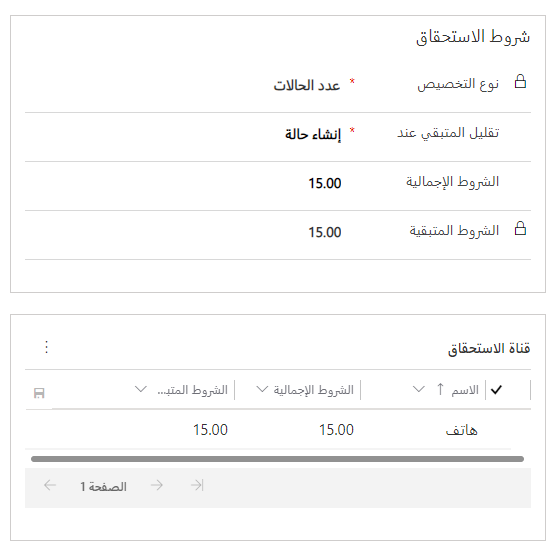 شروط الاستحقاق
نوع التخصيص * عدد الحالات
تقليل المتبقي عند * إنشاء حالة
الشروط الإجمالية 15.00
الشروط المتبقية 15.00
قناة الاستحقاق
الاسم الشروط الإجمالية الشروط المتبـ...
هاتف 15.00 15.00
الصفحة 1